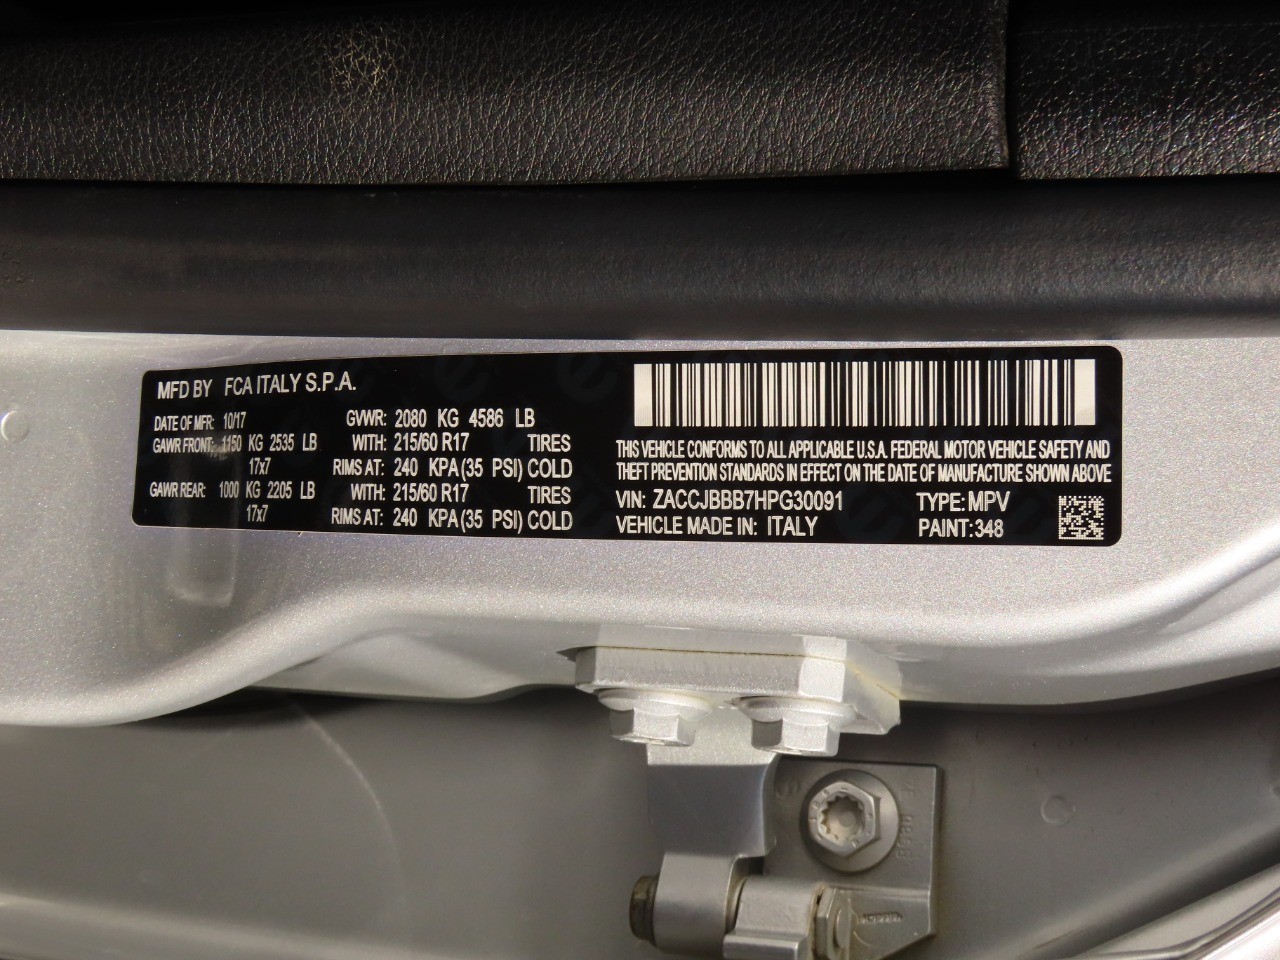 MFD BY FCA ITALY S.P.A.
DATE OF MFR: 10/17 GVWR: 2080 KG 4586 LB
GAWR FRONT: 1150 KG 2535 LB WITH: 215/60 R17 TIRES
17x7 RIMS AT: 240 KPA (35 PSI) COLD
GAWR REAR: 1000 KG 2205 LB WITH: 215/60 R17 TIRES
17x7 RIMS AT: 240 KPA (35 PSI) COLD
THIS VEHICLE CONFORMS TO ALL APPLICABLE U.S.A. FEDERAL MOTOR VEHICLE SAFETY AND
THEFT PREVENTION STANDARDS IN EFFECT ON THE DATE OF MANUFACTURE SHOWN ABOVE
VIN: ZACCJBBB7HPG30091 TYPE: MPV
VEHICLE MADE IN: ITALY PAINT: 348